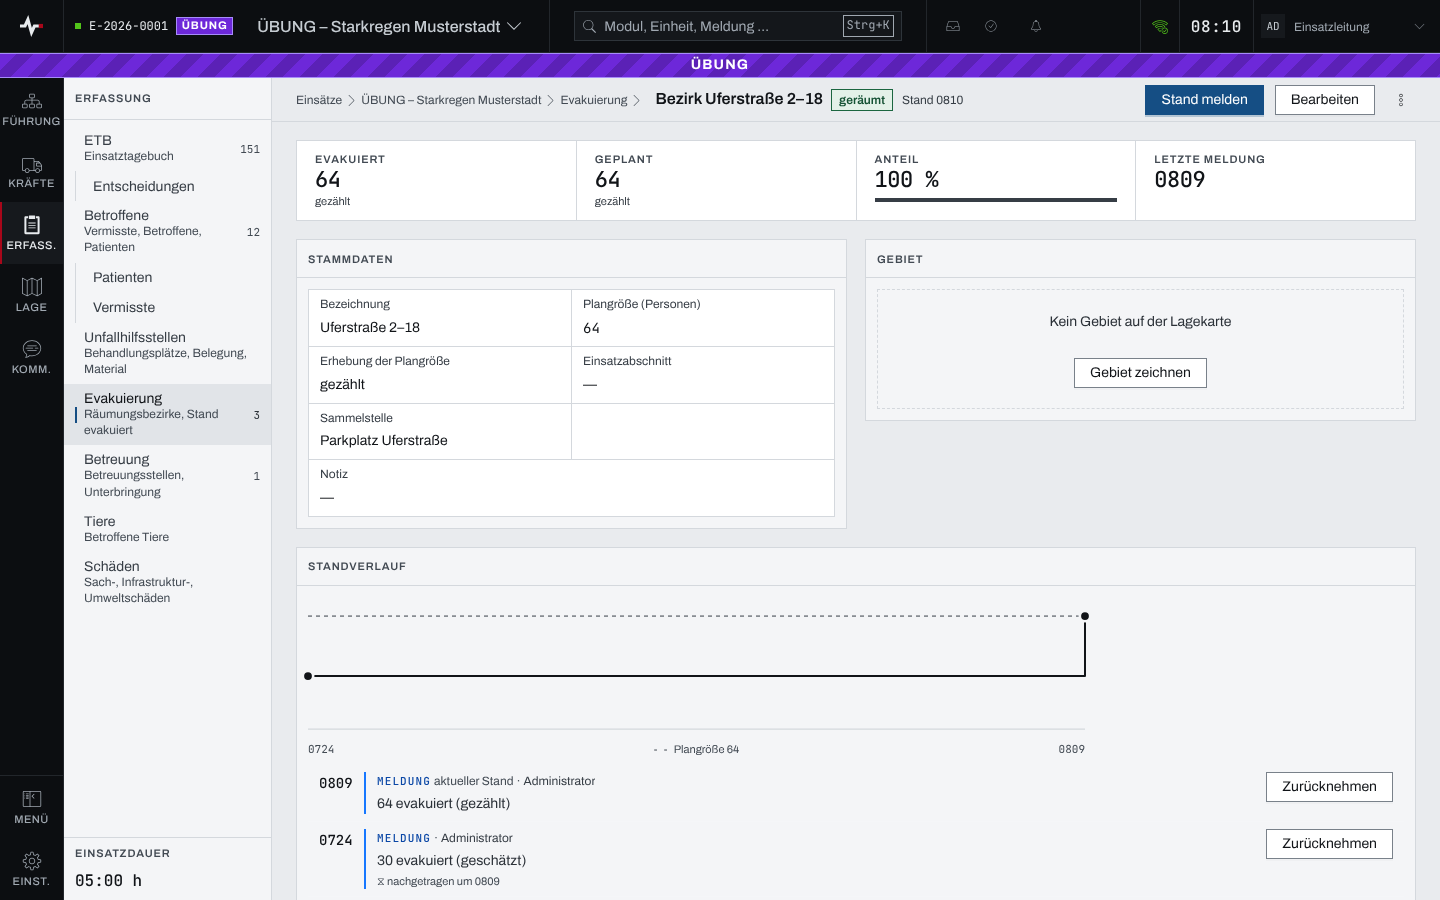 E-2026-0001 ÜBUNG ÜBUNG – Starkregen Musterstadt
Modul, Einheit, Meldung ... Strg+K
08:10 AD Einsatzleitung
ÜBUNG
FÜHRUNG
KRÄFTE
ERFASS.
LAGE
KOMM.
MENÜ
EINST.
ERFASSUNG
ETB
Einsatztagebuch 151
Entscheidungen
Betroffene
Vermisste, Betroffene, 12
Patienten
Patienten
Vermisste
Unfallhilfsstellen
Behandlungsplätze, Belegung,
Material
Evakuierung
Räumungsbezirke, Stand 3
evakuiert
Betreuung
Betreuungsstellen, 1
Unterbringung
Tiere
Betroffene Tiere
Schäden
Sach-, Infrastruktur-,
Umweltschäden
EINSATZDAUER
05:00 h
Einsätze ÜBUNG – Starkregen Musterstadt Evakuierung Bezirk Uferstraße 2–18 geräumt Stand 0810
Stand melden Bearbeiten
EVAKUIERT
64
gezählt
GEPLANT
64
gezählt
ANTEIL
100 %
LETZTE MELDUNG
0809
STAMMDATEN
Bezeichnung
Uferstraße 2–18
Plangröße (Personen)
64
Erhebung der Plangröße
gezählt
Einsatzabschnitt
—
Sammelstelle
Parkplatz Uferstraße
Notiz
—
GEBIET
Kein Gebiet auf der Lagekarte
Gebiet zeichnen
STANDVERLAUF
0724 - - Plangröße 64 0809
0809 MELDUNG aktueller Stand · Administrator
64 evakuiert (gezählt)
Zurücknehmen
0724 MELDUNG · Administrator
30 evakuiert (geschätzt)
⧖ nachgetragen um 0809
Zurücknehmen